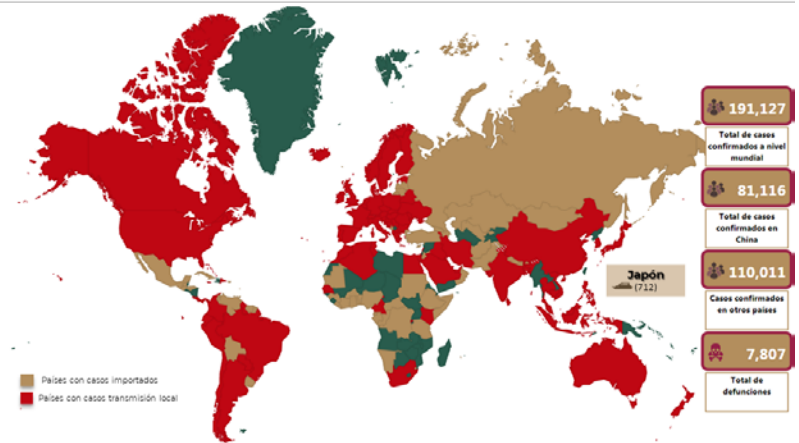 191,127
Total de casos
confirmados a nivel
mundial
81,116
Total de casos
confirmados en
China
Japón
(712)
110,011
Casos confirmados
en otros países
7,807
Total de
defunciones
Países con casos importados
Países con casos transmisión local